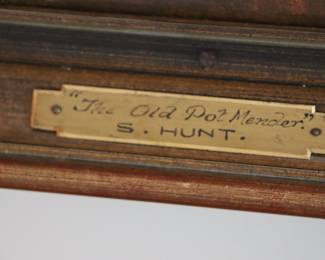 "The Old Pot Mender."
S. HUNT.